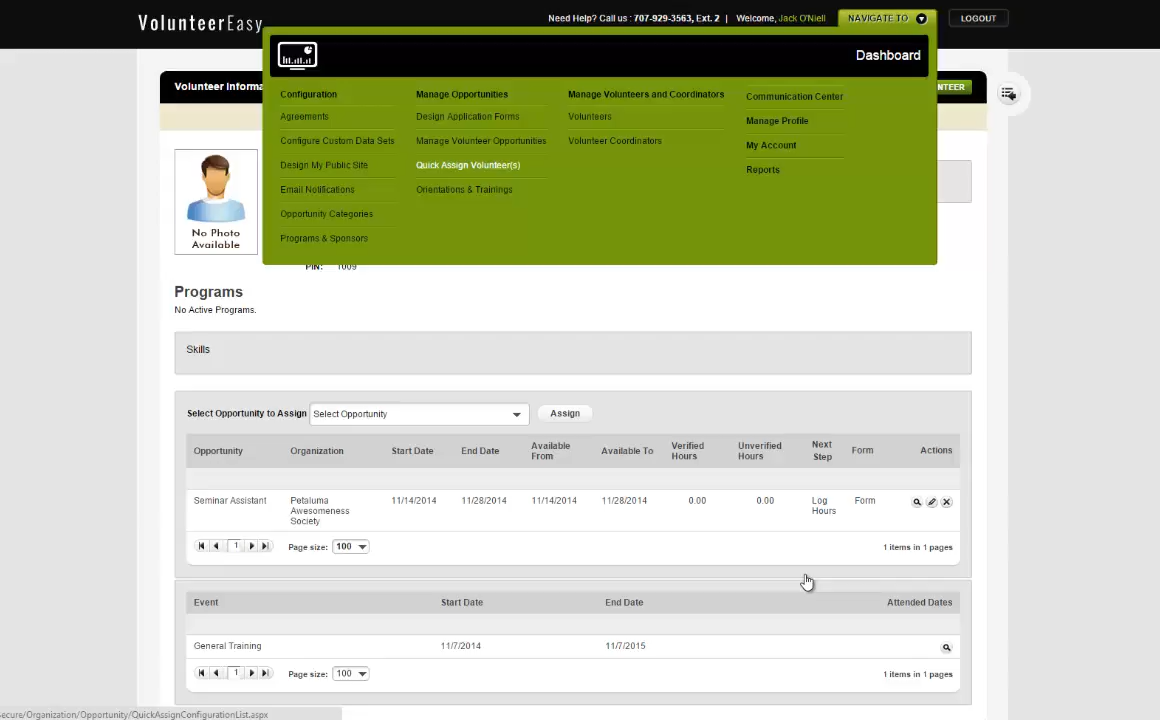 VolunteerEasy
Need Help? Call us : 707-929-3563, Ext. 2 | Welcome, Jack O'Niell
NAVIGATE TO
LOGOUT
Dashboard
Volunteer Informa
NTEER
Configuration
Agreements
Configure Custom Data Sets
Design My Public Site
Email Notifications
Opportunity Categories
Programs & Sponsors
Manage Opportunities
Design Application Forms
Manage Volunteer Opportunities
Quick Assign Volunteer(s)
Orientations & Trainings
Manage Volunteers and Coordinators
Volunteers
Volunteer Coordinators
Communication Center
Manage Profile
My Account
Reports
No Photo
Available
PIN: 1009
Programs
No Active Programs.
Skills
Select Opportunity to Assign Select Opportunity Assign
Opportunity Organization Start Date End Date Available From Available To Verified Hours Unverified Hours Next Step Form Actions
Seminar Assistant Petaluma Awesomeness Society 11/14/2014 11/28/2014 11/14/2014 11/28/2014 0.00 0.00 Log Hours Form
1 Page size: 100 1 items in 1 pages
Event Start Date End Date Attended Dates
General Training 11/7/2014 11/7/2015
1 Page size: 100 1 items in 1 pages
ecure/Organization/Opportunity/QuickAssignConfigurationList.aspx